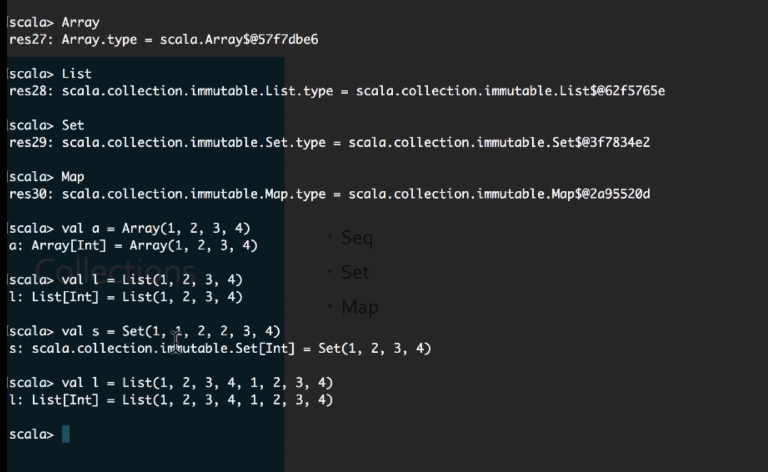 scala> Array
res27: Array.type = scala.Array$@57f7dbe6
scala> List
res28: scala.collection.immutable.List.type = scala.collection.immutable.List$@62f5765e
scala> Set
res29: scala.collection.immutable.Set.type = scala.collection.immutable.Set$@3f7834e2
scala> Map
res30: scala.collection.immutable.Map.type = scala.collection.immutable.Map$@2a95520d
scala> val a = Array(1, 2, 3, 4)
a: Array[Int] = Array(1, 2, 3, 4)
scala> val l = List(1, 2, 3, 4)
l: List[Int] = List(1, 2, 3, 4)
scala> val s = Set(1, 1, 2, 2, 3, 4)
s: scala.collection.immutable.Set[Int] = Set(1, 2, 3, 4)
scala> val l = List(1, 2, 3, 4, 1, 2, 3, 4)
l: List[Int] = List(1, 2, 3, 4, 1, 2, 3, 4)
scala>
Collections
• Seq
• Set
• Map